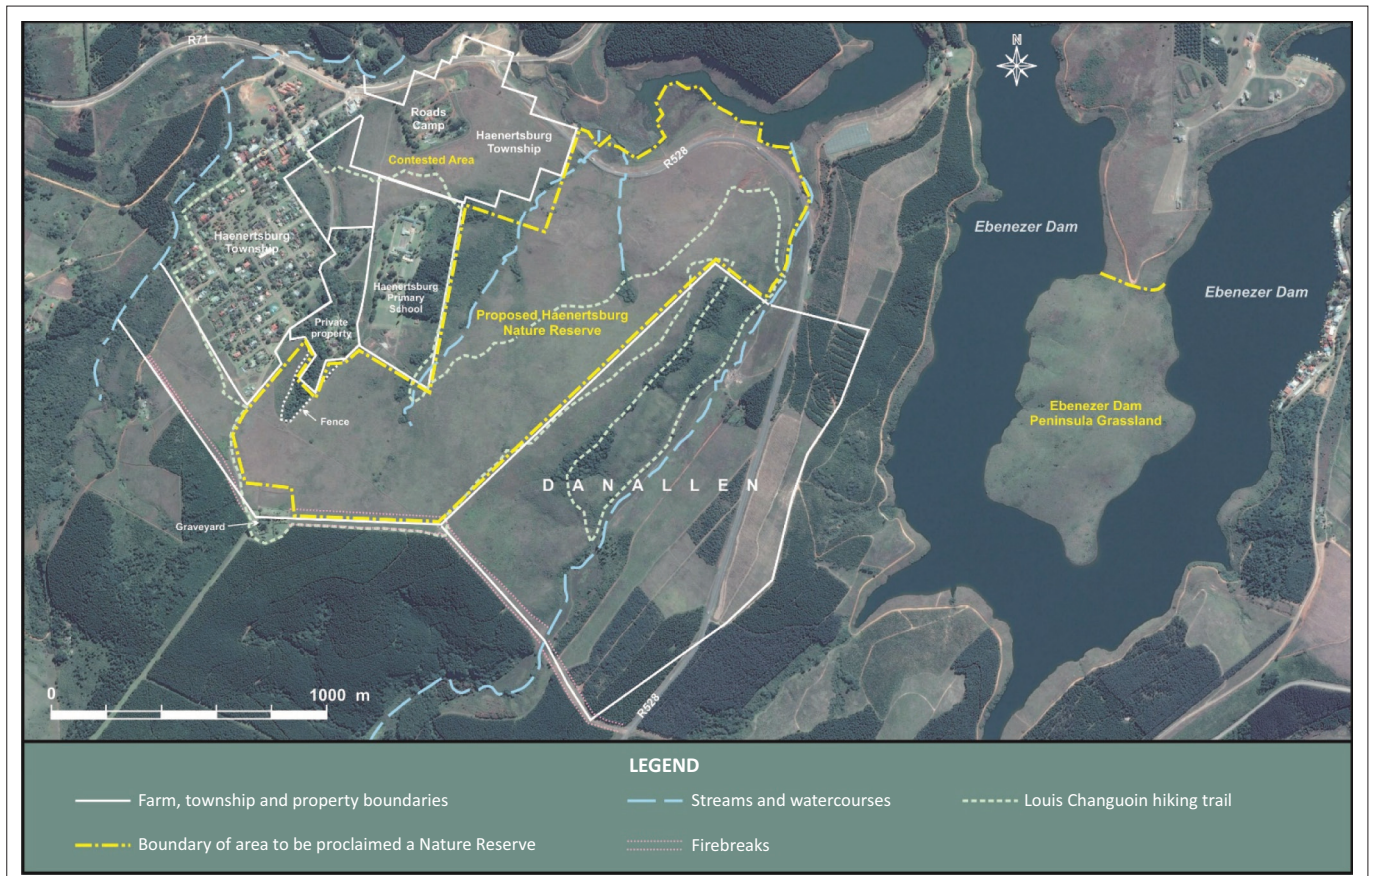 N
R71
Roads
Camp
Haenertsburg
Township
Contested Area
R528
Haenertsburg
Township
Haenertsburg
Primary
School
Private
property
Proposed Haenertsburg
Nature Reserve
Ebenezer Dam
Ebenezer Dam
Ebenezer Dam
Peninsula Grassland
Fence
DANALLEN
Graveyard
0 1000 m
R528
LEGEND
Farm, township and property boundaries
Streams and watercourses
Louis Changuoin hiking trail
Boundary of area to be proclaimed a Nature Reserve
Firebreaks